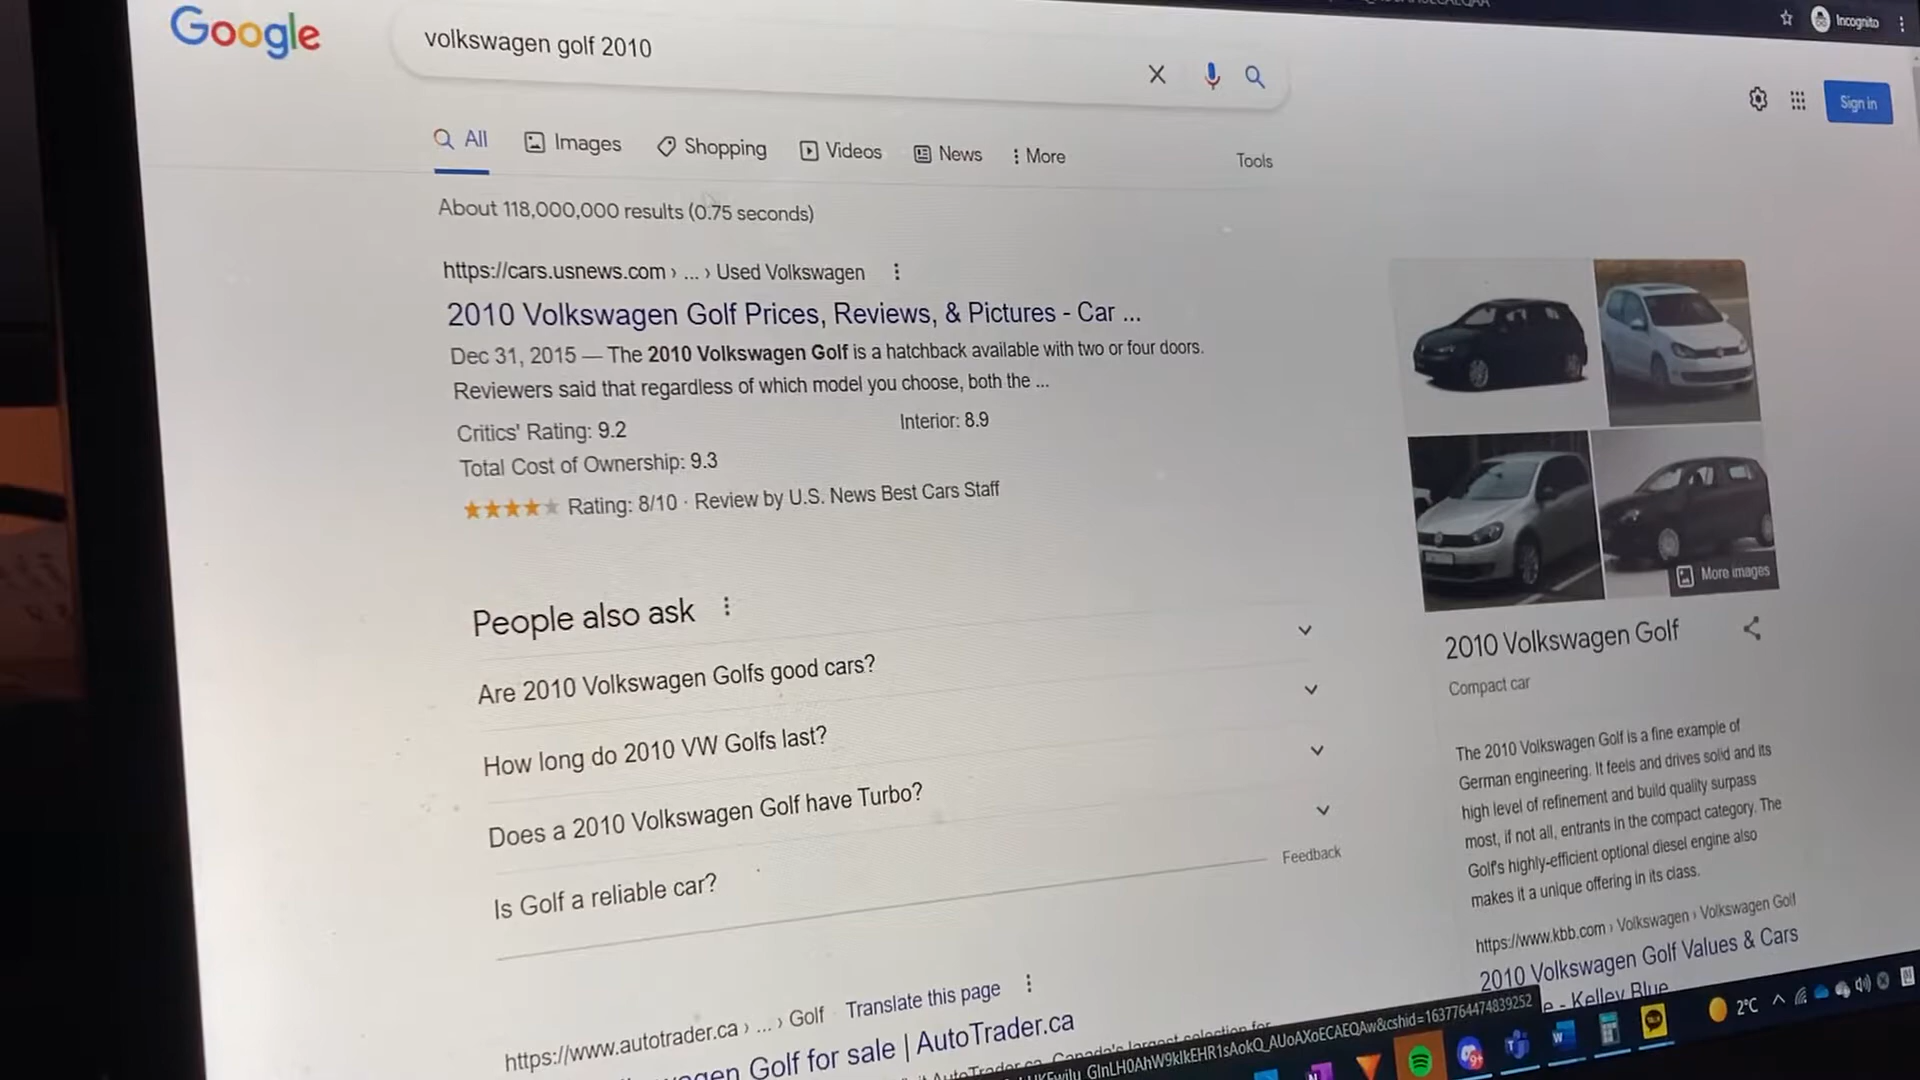 Incognito
Google
volkswagen golf 2010
Sign in
All
Images
Shopping
Videos
News
More
Tools
About 118,000,000 results (0.75 seconds)
https://cars.usnews.com › ... › Used Volkswagen
2010 Volkswagen Golf Prices, Reviews, & Pictures - Car ...
Dec 31, 2015 — The 2010 Volkswagen Golf is a hatchback available with two or four doors.
Reviewers said that regardless of which model you choose, both the ...
Critics' Rating: 9.2
Interior: 8.9
Total Cost of Ownership: 9.3
Rating: 8/10 · Review by U.S. News Best Cars Staff
People also ask
Are 2010 Volkswagen Golfs good cars?
How long do 2010 VW Golfs last?
Does a 2010 Volkswagen Golf have Turbo?
Is Golf a reliable car?
Feedback
https://www.autotrader.ca › ... › Golf
Translate this page
Golf for sale | AutoTrader.ca
Canada's largest selection for
More images
2010 Volkswagen Golf
Compact car
The 2010 Volkswagen Golf is a fine example of
German engineering. It feels and drives solid and its
high level of refinement and build quality surpass
most, if not all, entrants in the compact category. The
Golf's highly-efficient optional diesel engine also
makes it a unique offering in its class.
https://www.kbb.com › Volkswagen › Volkswagen Golf
2010 Volkswagen Golf Values & Cars
- Kelley Blue
2°C